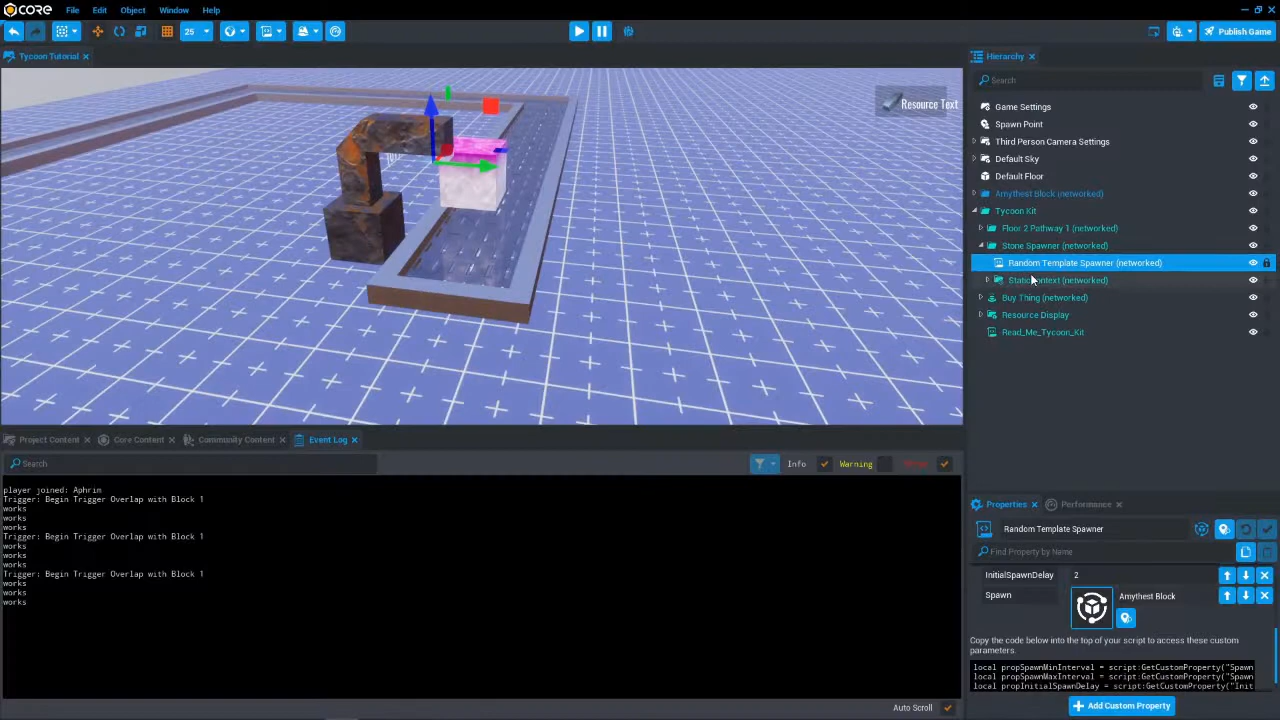 CORE File Edit Object Window Help
25 Publish Game
Tycoon Tutorial
Hierarchy
Search
Resource Text
Game Settings
Spawn Point
Third Person Camera Settings
Default Sky
Default Floor
Amythest Block (networked)
Tycoon Kit
Floor 2 Pathway 1 (networked)
Stone Spawner (networked)
Random Template Spawner (networked)
(networked)
Buy Thing (networked)
Resource Display
Read_Me_Tycoon_Kit
Project Content Core Content Community Content Event Log
Search Info Warning
player joined: Aphrim
Trigger: Begin Trigger Overlap with Block 1
works
works
works
Trigger: Begin Trigger Overlap with Block 1
works
works
works
Trigger: Begin Trigger Overlap with Block 1
works
works
works
Auto Scroll
Properties Performance
Random Template Spawner
Find Property by Name
InitialSpawnDelay 2
Spawn Amythest Block
Copy the code below into the top of your script to access these custom
parameters.
local propSpawnMinInterval = script:GetCustomProperty("Spawn
local propSpawnMaxInterval = script:GetCustomProperty("Spawn
local propInitialSpawnDelay = script:GetCustomProperty("Init
Add Custom Property